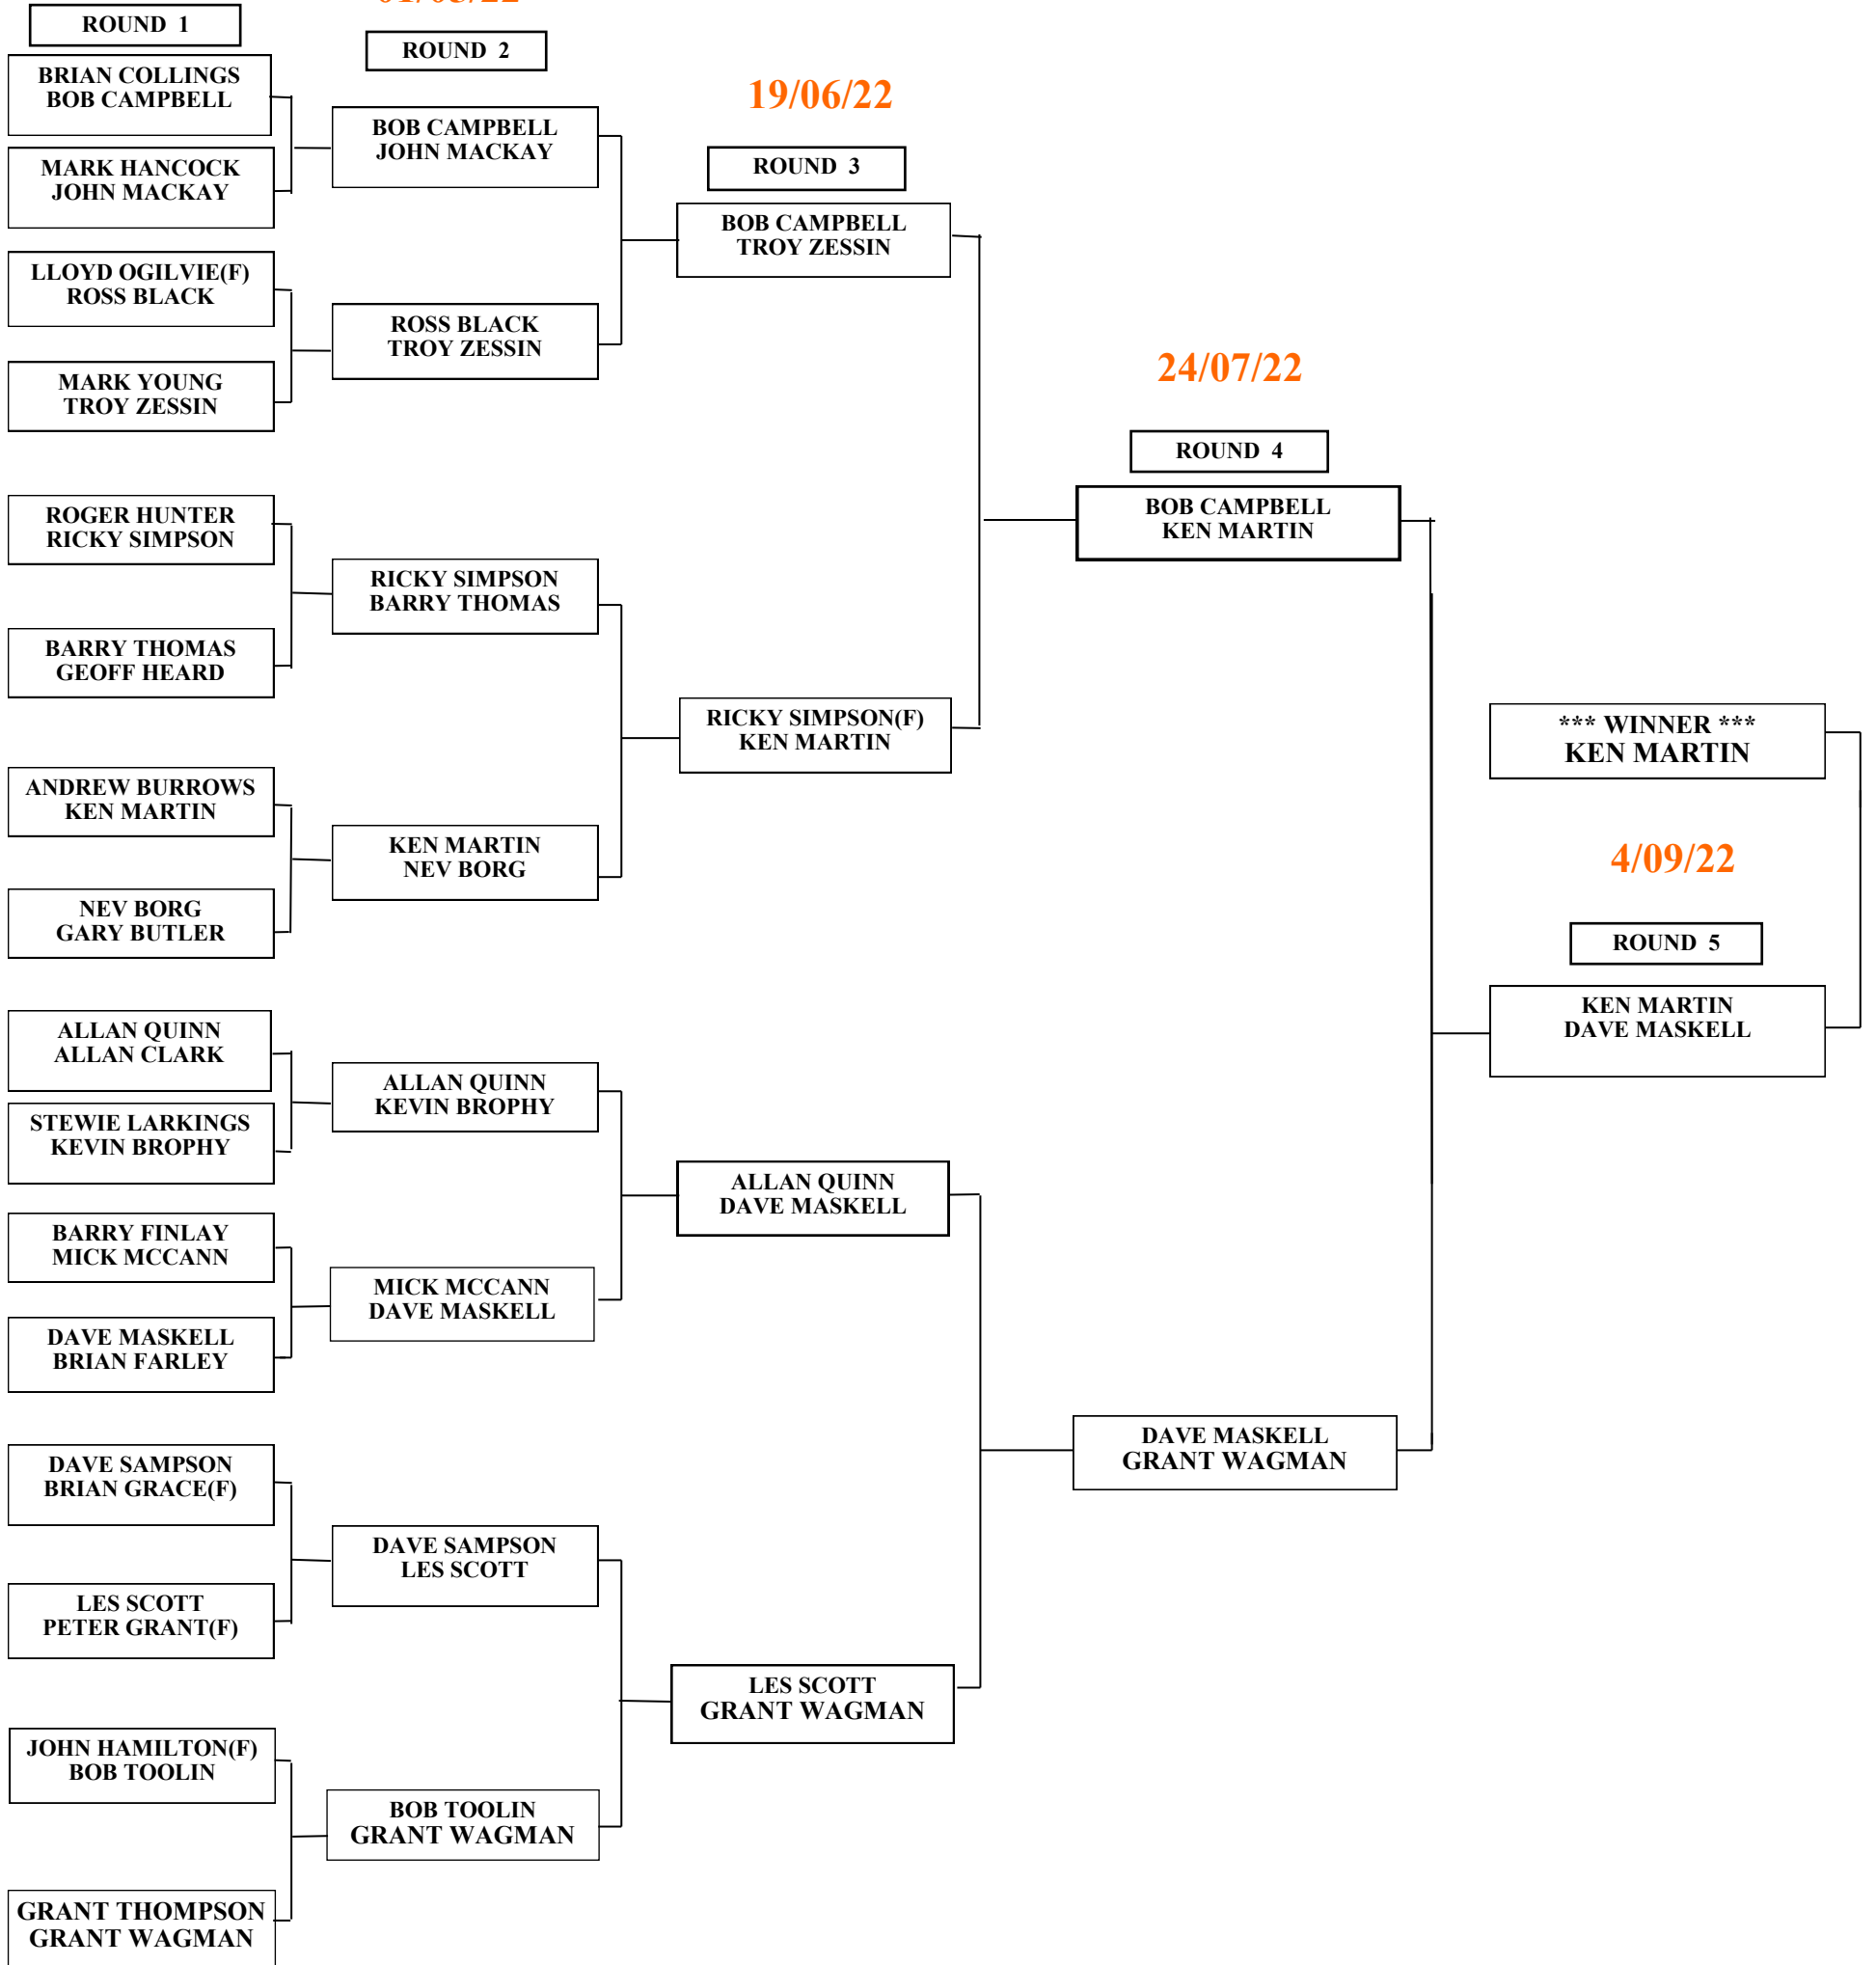 ROUND 1
BRIAN COLLINGS
BOB CAMPBELL
MARK HANCOCK
JOHN MACKAY
LLOYD OGILVIE(F)
ROSS BLACK
MARK YOUNG
TROY ZESSIN
ROGER HUNTER
RICKY SIMPSON
BARRY THOMAS
GEOFF HEARD
ANDREW BURROWS
KEN MARTIN
NEV BORG
GARY BUTLER
ALLAN QUINN
ALLAN CLARK
STEWIE LARKINGS
KEVIN BROPHY
BARRY FINLAY
MICK MCCANN
DAVE MASKELL
BRIAN FARLEY
DAVE SAMPSON
BRIAN GRACE(F)
LES SCOTT
PETER GRANT(F)
JOHN HAMILTON(F)
BOB TOOLIN
GRANT THOMPSON
GRANT WAGMAN
ROUND 2
BOB CAMPBELL
JOHN MACKAY
ROSS BLACK
TROY ZESSIN
RICKY SIMPSON
BARRY THOMAS
KEN MARTIN
NEV BORG
ALLAN QUINN
KEVIN BROPHY
MICK MCCANN
DAVE MASKELL
DAVE SAMPSON
LES SCOTT
BOB TOOLIN
GRANT WAGMAN
19/06/22
ROUND 3
BOB CAMPBELL
TROY ZESSIN
RICKY SIMPSON(F)
KEN MARTIN
ALLAN QUINN
DAVE MASKELL
LES SCOTT
GRANT WAGMAN
24/07/22
ROUND 4
BOB CAMPBELL
KEN MARTIN
DAVE MASKELL
GRANT WAGMAN
*** WINNER ***
KEN MARTIN
4/09/22
ROUND 5
KEN MARTIN
DAVE MASKELL